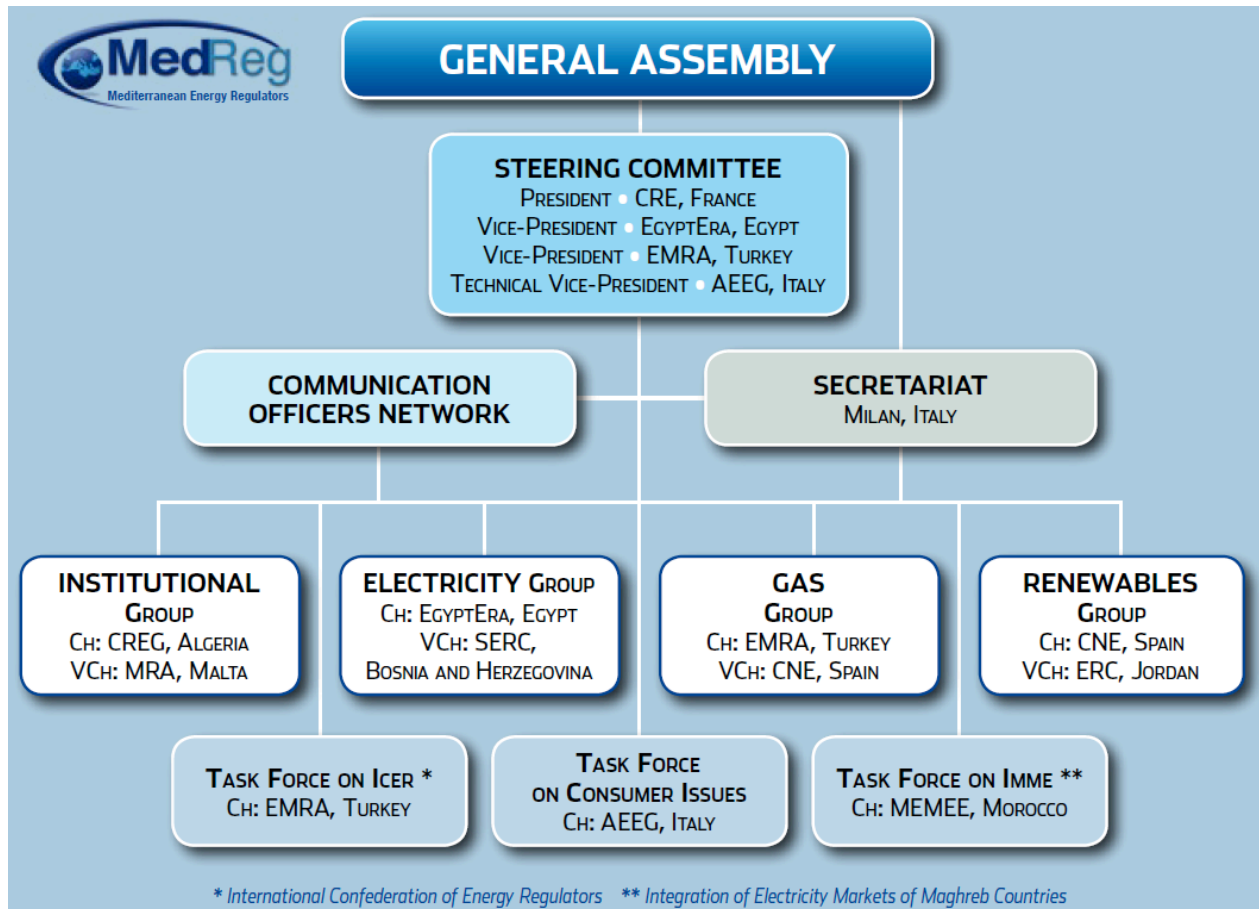 MedReg
Mediterranean Energy Regulators
GENERAL ASSEMBLY
STEERING COMMITTEE
President • CRE, France
Vice-President • EgyptEra, Egypt
Vice-President • EMRA, Turkey
Technical Vice-President • AEEG, Italy
COMMUNICATION
OFFICERS NETWORK
SECRETARIAT
Milan, Italy
INSTITUTIONAL
Group
Ch: CREG, Algeria
VCh: MRA, Malta
ELECTRICITY Group
Ch: EgyptEra, Egypt
VCh: SERC,
Bosnia and Herzegovina
GAS
Group
Ch: EMRA, Turkey
VCh: CNE, Spain
RENEWABLES
Group
Ch: CNE, Spain
VCh: ERC, Jordan
Task Force on Icer *
Ch: EMRA, Turkey
Task Force
on Consumer Issues
Ch: AEEG, Italy
Task Force on Imme **
Ch: MEMEE, Morocco
* International Confederation of Energy Regulators ** Integration of Electricity Markets of Maghreb Countries